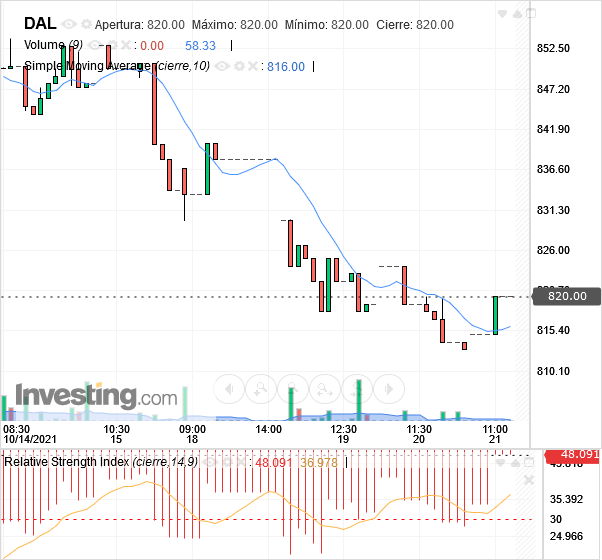 DAL Apertura: 820.00 Máximo: 820.00 Mínimo: 820.00 Cierre: 820.00
Volume (9) : 0.00 58.33
Simple Moving Average (cierre,10) : 816.00
852.50
847.20
841.90
836.60
831.30
826.00
820.00
815.40
810.10
Investing.com
08:30 10:30 09:00 14:00 12:30 11:30 11:00
10/14/2021 15 18 19 20 21
Relative Strength Index (cierre,14,9) : 48.091 36.978
48.091
35.392
30
24.966